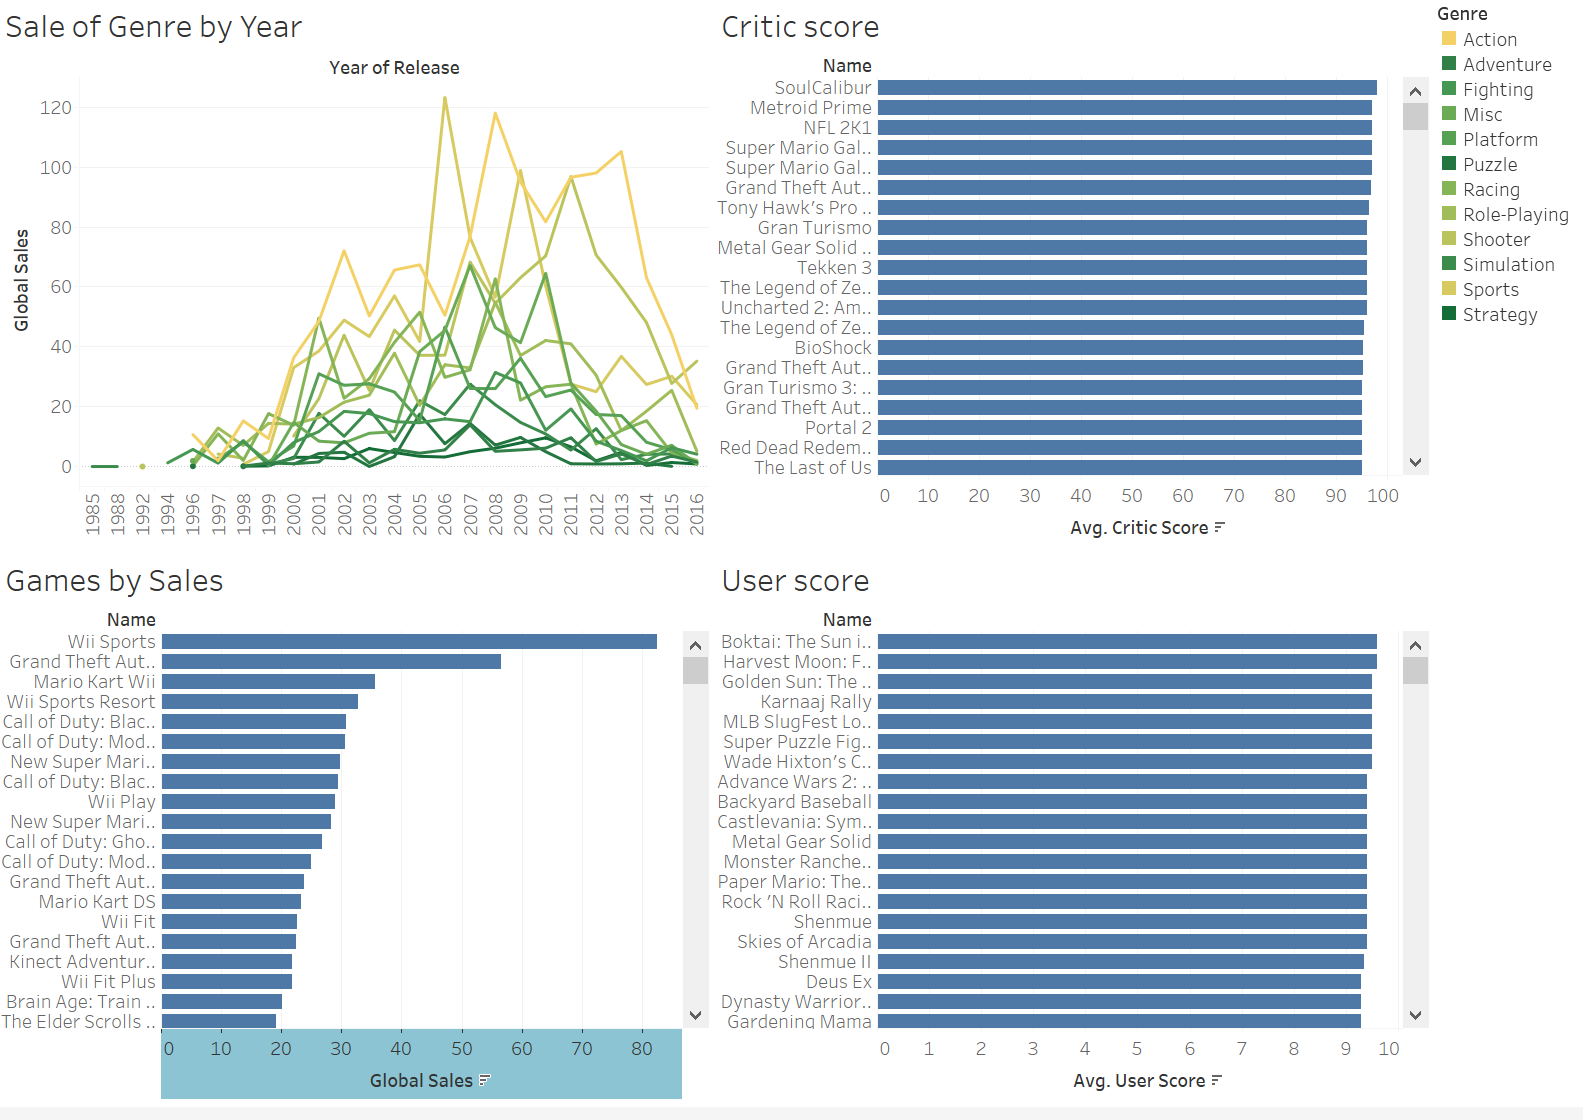 Sale of Genre by Year
Year of Release
Global Sales
120
100
80
60
40
20
0
1985
1988
1992
1994
1996
1997
1998
1999
2000
2001
2002
2003
2004
2005
2006
2007
2008
2009
2010
2011
2012
2013
2014
2015
2016
Critic score
Name
SoulCalibur
Metroid Prime
NFL 2K1
Super Mario Gal..
Super Mario Gal..
Grand Theft Aut..
Tony Hawk's Pro ..
Gran Turismo
Metal Gear Solid ..
Tekken 3
The Legend of Ze..
Uncharted 2: Am..
The Legend of Ze..
BioShock
Grand Theft Aut..
Gran Turismo 3: ..
Grand Theft Aut..
Portal 2
Red Dead Redem..
The Last of Us
0 10 20 30 40 50 60 70 80 90 100
Avg. Critic Score
Genre
Action
Adventure
Fighting
Misc
Platform
Puzzle
Racing
Role-Playing
Shooter
Simulation
Sports
Strategy
Games by Sales
Name
Wii Sports
Grand Theft Aut..
Mario Kart Wii
Wii Sports Resort
Call of Duty: Blac..
Call of Duty: Mod..
New Super Mari..
Call of Duty: Blac..
Wii Play
New Super Mari..
Call of Duty: Gho..
Call of Duty: Mod..
Grand Theft Aut..
Mario Kart DS
Wii Fit
Grand Theft Aut..
Kinect Adventur..
Wii Fit Plus
Brain Age: Train ..
The Elder Scrolls ..
0 10 20 30 40 50 60 70 80
Global Sales
User score
Name
Boktai: The Sun i..
Harvest Moon: F..
Golden Sun: The ..
Karnaaj Rally
MLB SlugFest Lo..
Super Puzzle Fig..
Wade Hixton's C..
Advance Wars 2: ..
Backyard Baseball
Castlevania: Sym..
Metal Gear Solid
Monster Ranche..
Paper Mario: The..
Rock 'N Roll Raci..
Shenmue
Skies of Arcadia
Shenmue II
Deus Ex
Dynasty Warrior..
Gardening Mama
0 1 2 3 4 5 6 7 8 9 10
Avg. User Score